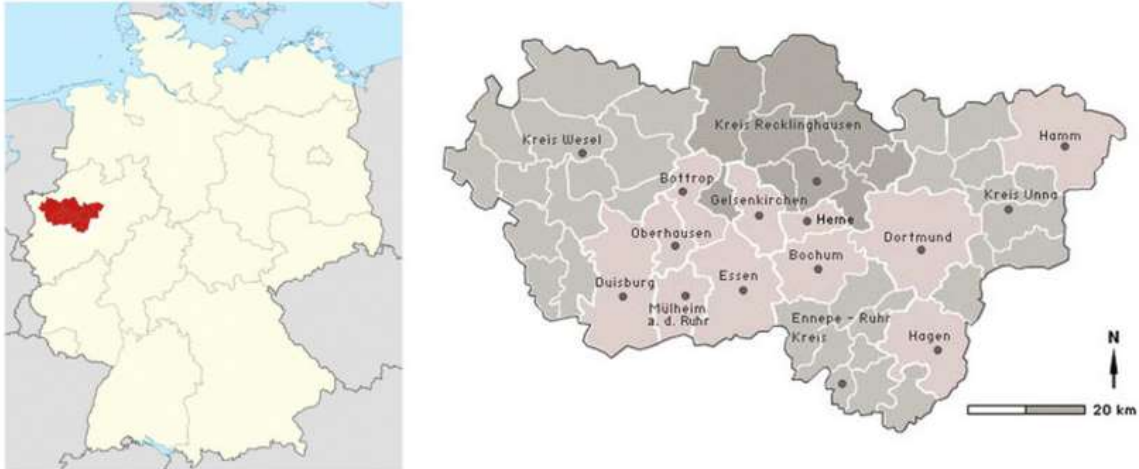 Kreis Wesel
Kreis Recklinghausen
Hamm
Bottrop
Gelsenkirchen
Kreis Unna
Herne
Oberhausen
Dortmund
Bochum
Duisburg
Essen
Mülheim
a. d. Ruhr
Ennepe - Ruhr
Kreis
Hagen
N
20 km